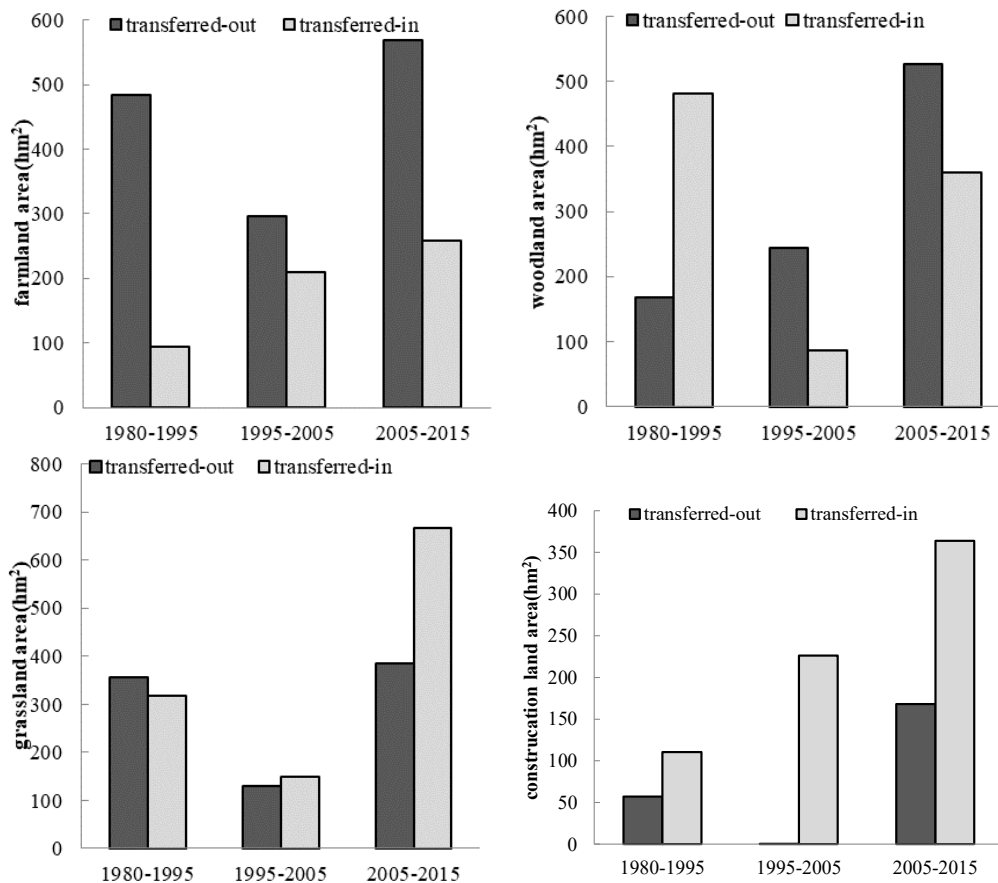 transferred-out transferred-in
farmland area(hm²)
600
500
400
300
200
100
0
1980-1995 1995-2005 2005-2015
transferred-out transferred-in
woodland area(hm²)
600
500
400
300
200
100
0
1980-1995 1995-2005 2005-2015
transferred-out transferred-in
grassland area(hm²)
800
700
600
500
400
300
200
100
0
1980-1995 1995-2005 2005-2015
transferred-out transferred-in
construcation land area(hm²)
400
350
300
250
200
150
100
50
0
1980-1995 1995-2005 2005-2015